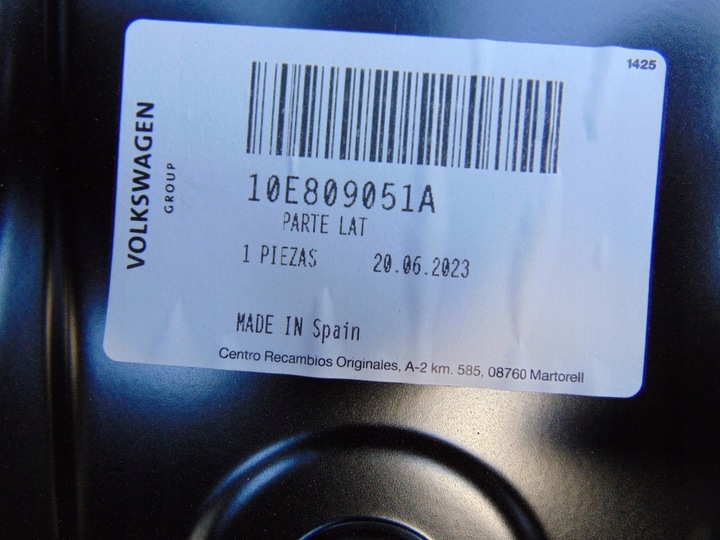 1425
VOLKSWAGEN
GROUP
10E809051A
PARTE LAT
1 PIEZAS 20.06.2023
MADE IN Spain
Centro Recambios Originales, A-2 km. 585, 08760 Martorell